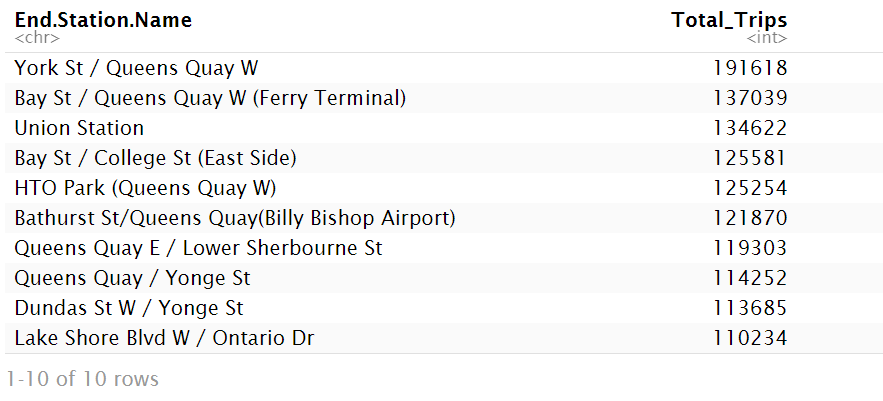 End.Station.Name Total_Trips
<chr> <int>
York St / Queens Quay W 191618
Bay St / Queens Quay W (Ferry Terminal) 137039
Union Station 134622
Bay St / College St (East Side) 125581
HTO Park (Queens Quay W) 125254
Bathurst St/Queens Quay(Billy Bishop Airport) 121870
Queens Quay E / Lower Sherbourne St 119303
Queens Quay / Yonge St 114252
Dundas St W / Yonge St 113685
Lake Shore Blvd W / Ontario Dr 110234
1-10 of 10 rows